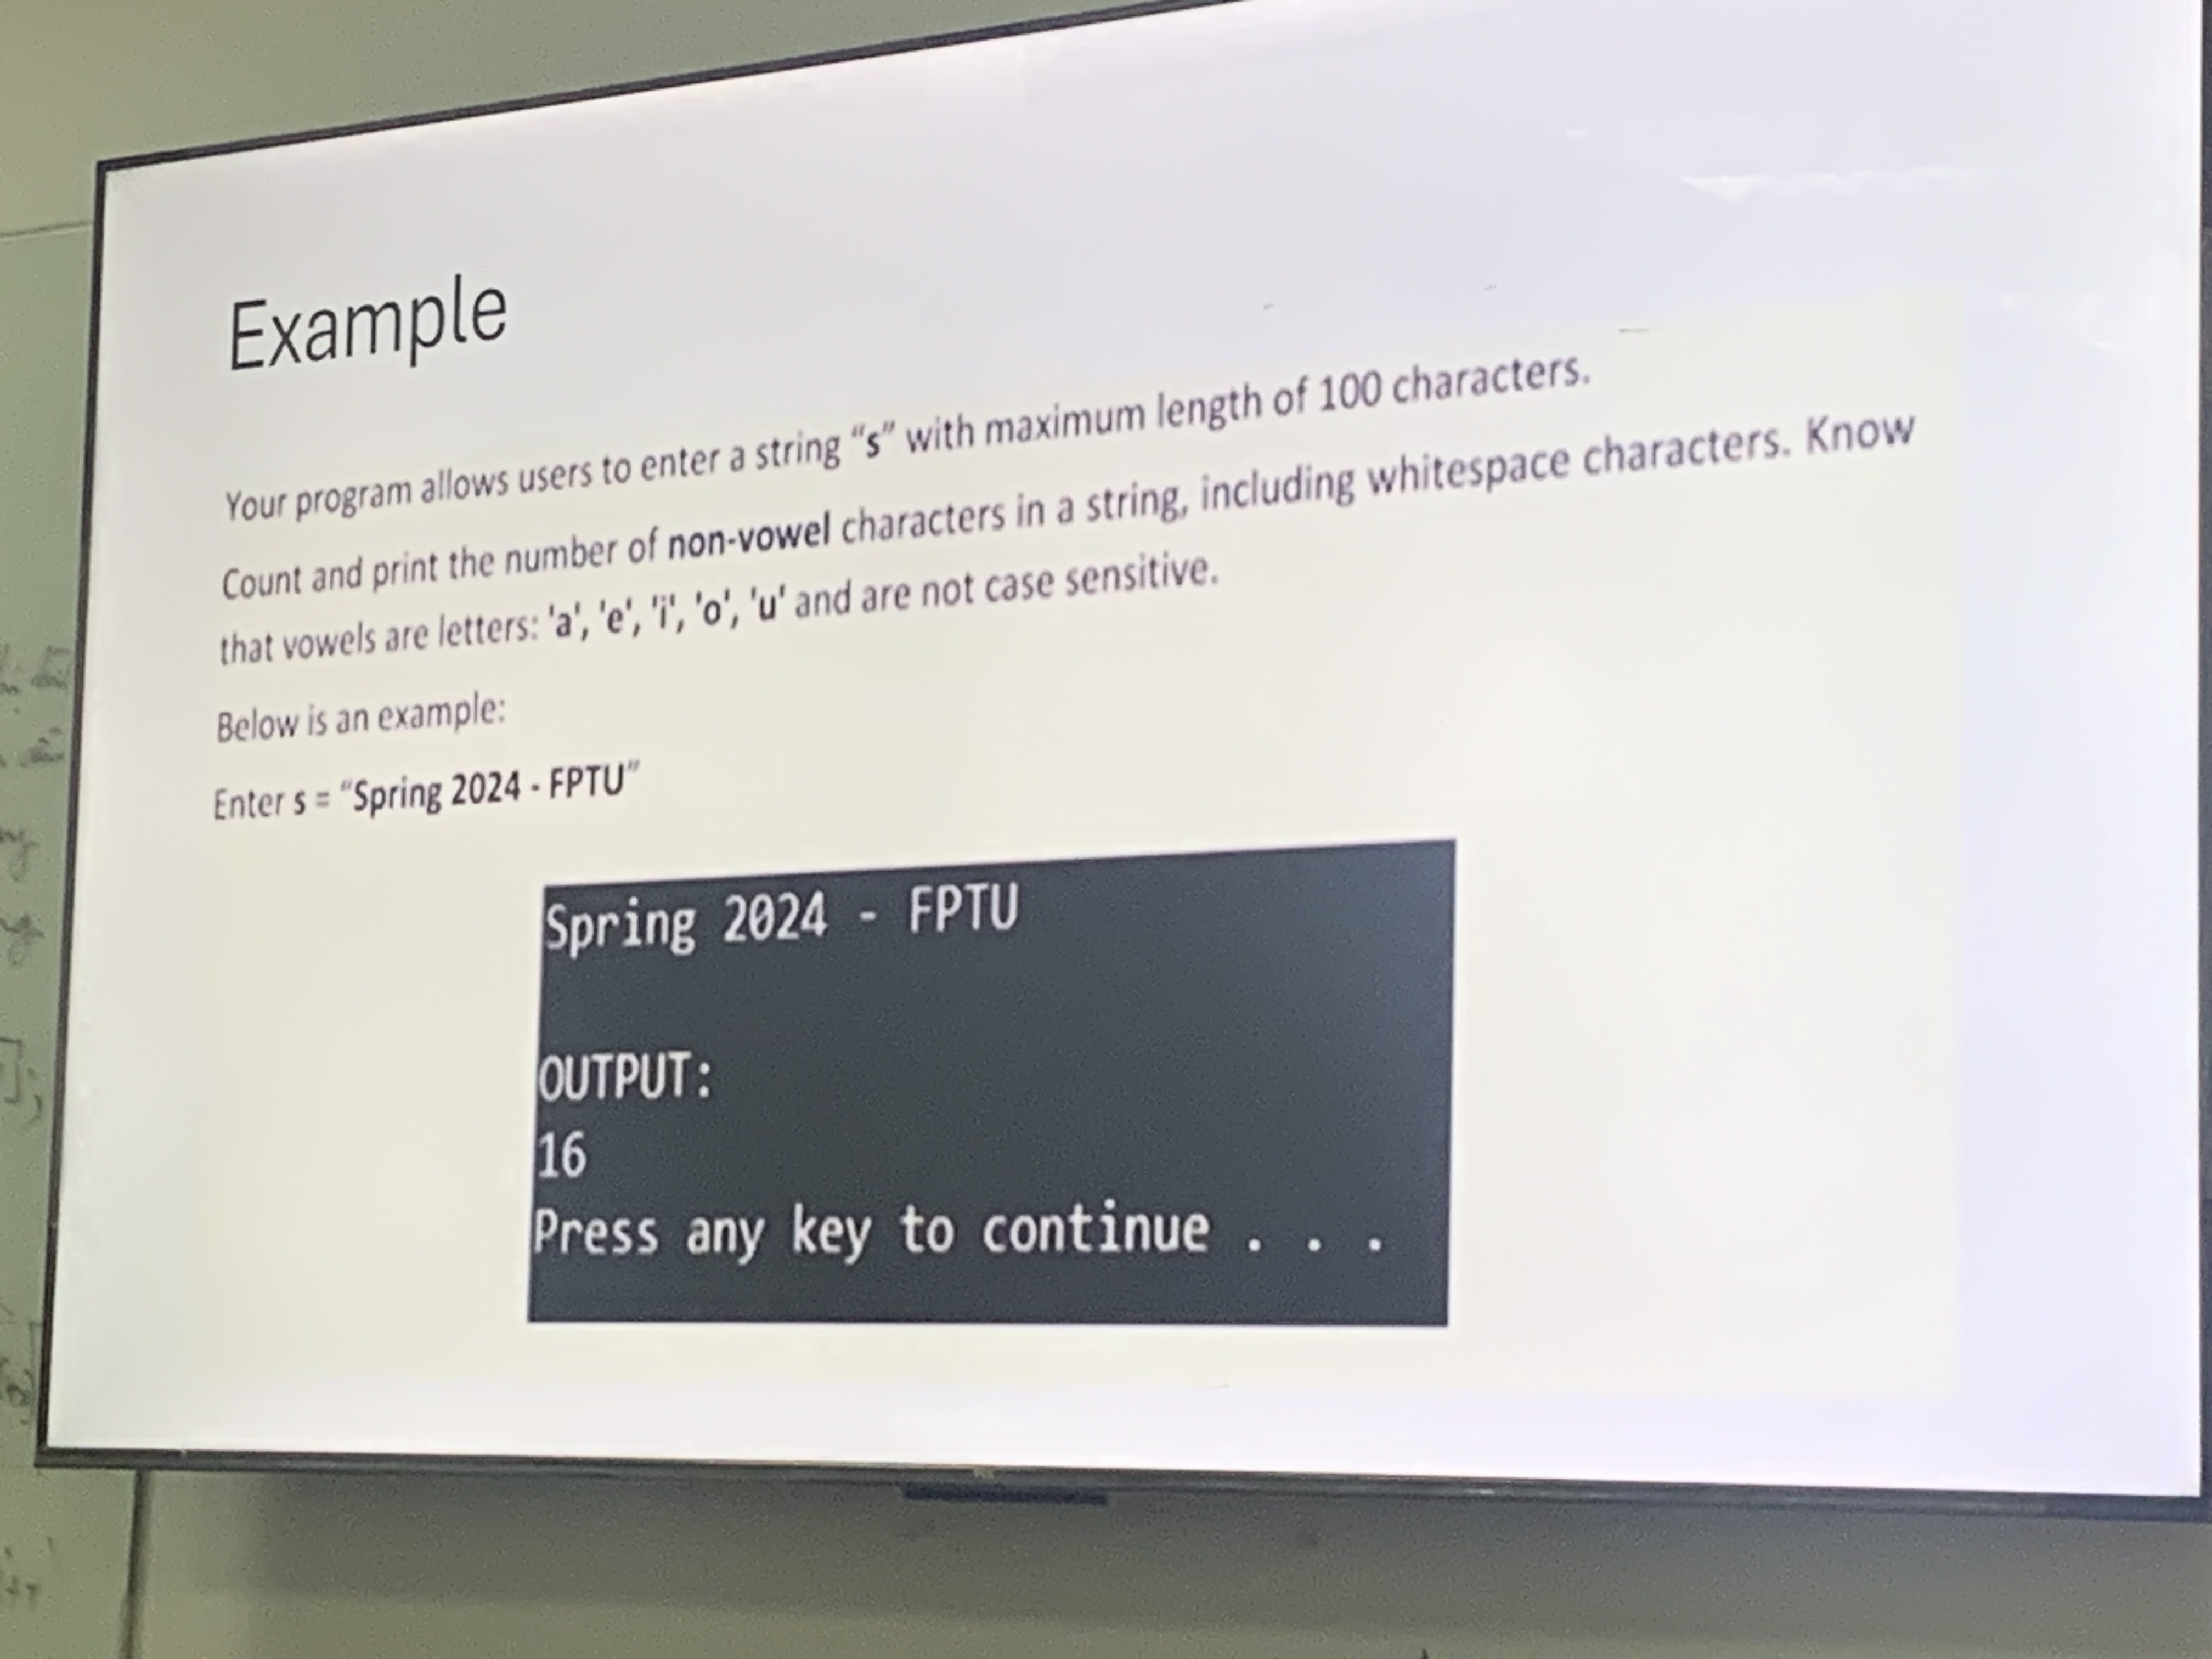 Example
Your program allows users to enter a string “s” with maximum length of 100 characters.
Count and print the number of non-vowel characters in a string, including whitespace characters. Know
that vowels are letters: 'a', 'e', 'i', 'o', 'u' and are not case sensitive.
Below is an example:
Enter s = “Spring 2024 - FPTU”
Spring 2024 - FPTU
OUTPUT:
16
Press any key to continue . . .